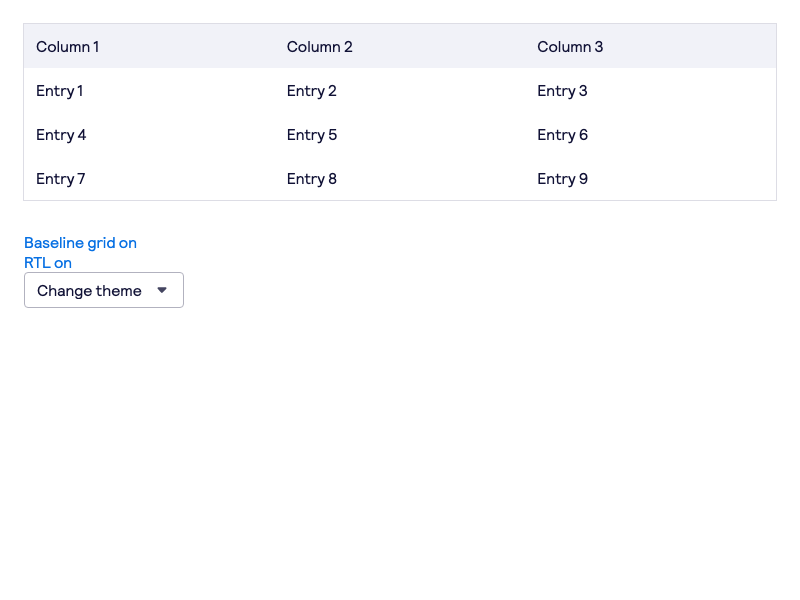 Column 1 Column 2 Column 3
Entry 1 Entry 2 Entry 3
Entry 4 Entry 5 Entry 6
Entry 7 Entry 8 Entry 9
Baseline grid on
RTL on
Change theme